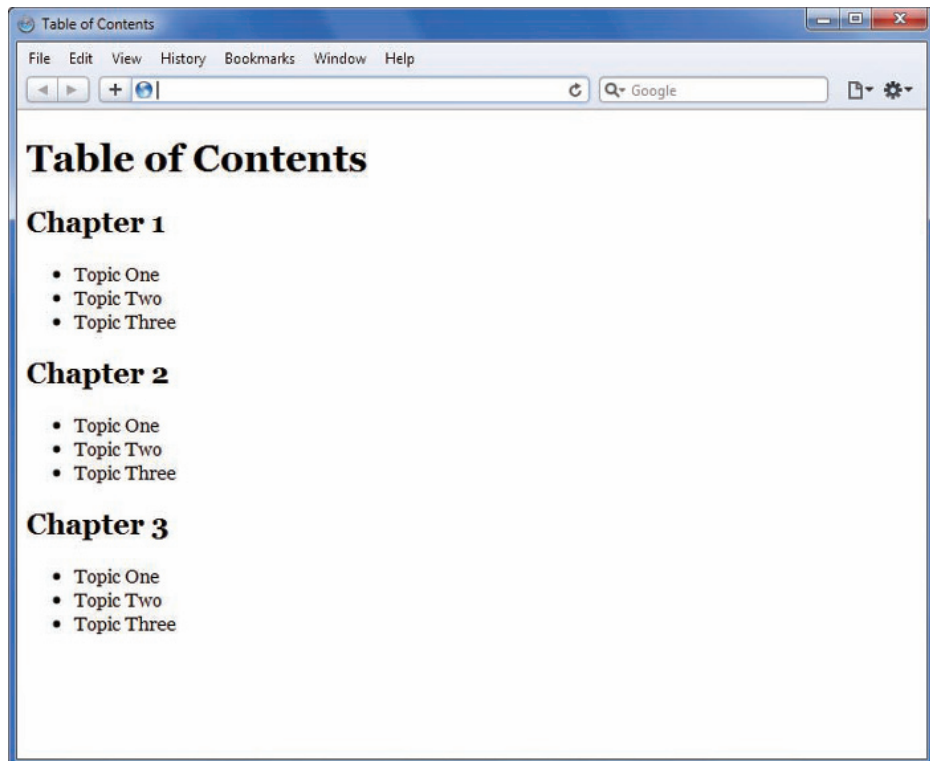 Table of Contents
File Edit View History Bookmarks Window Help
Google
Table of Contents
Chapter 1
Topic One
Topic Two
Topic Three
Chapter 2
Topic One
Topic Two
Topic Three
Chapter 3
Topic One
Topic Two
Topic Three